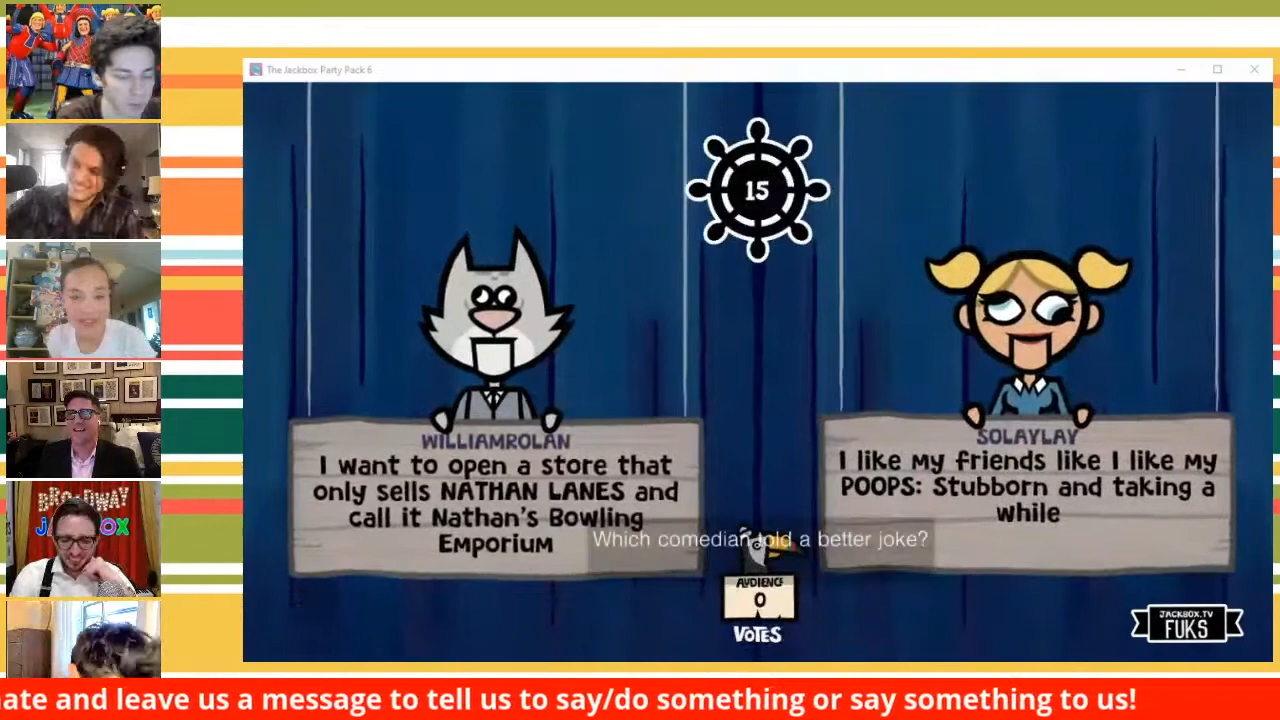 The Jackbox Party Pack 6
15
WILLIAMROLAN
I want to open a store that
only sells NATHAN LANES and
call it Nathan's Bowling
Emporium
SOLAYLAY
I like my friends like I like my
POOPS: Stubborn and taking a
while
Which comedian told a better joke?
AUDIENCE
0
VOTES
JACKBOX.TV
FUKS
BROADWAY
ate and leave us a message to tell us to say/do something or say something to us!